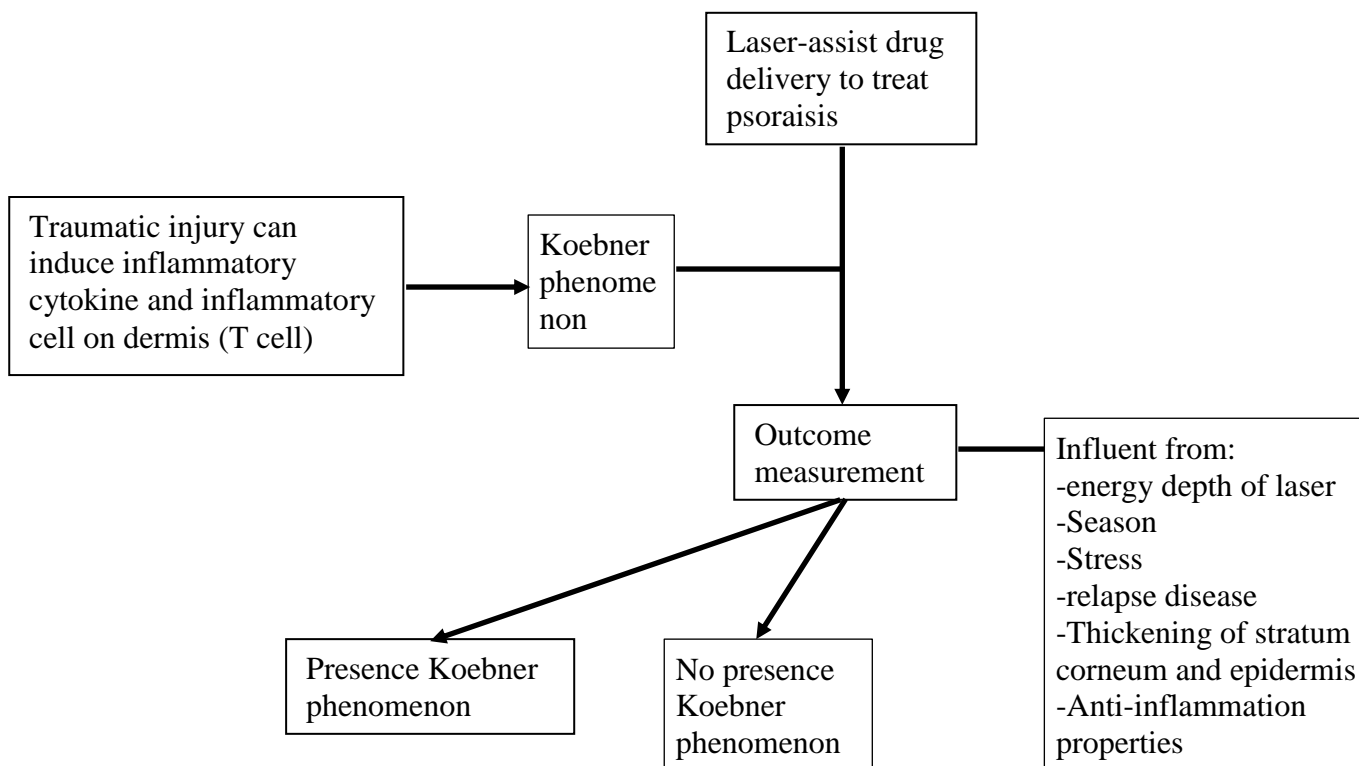 Laser-assist drug
delivery to treat
psoraisis
Traumatic injury can
induce inflammatory
cytokine and inflammatory
cell on dermis (T cell)
Koebner
phenome
non
Outcome
measurement
Influent from:
-energy depth of laser
-Season
-Stress
-relapse disease
-Thickening of stratum
corneum and epidermis
-Anti-inflammation
properties
Presence Koebner
phenomenon
No presence
Koebner
phenomenon